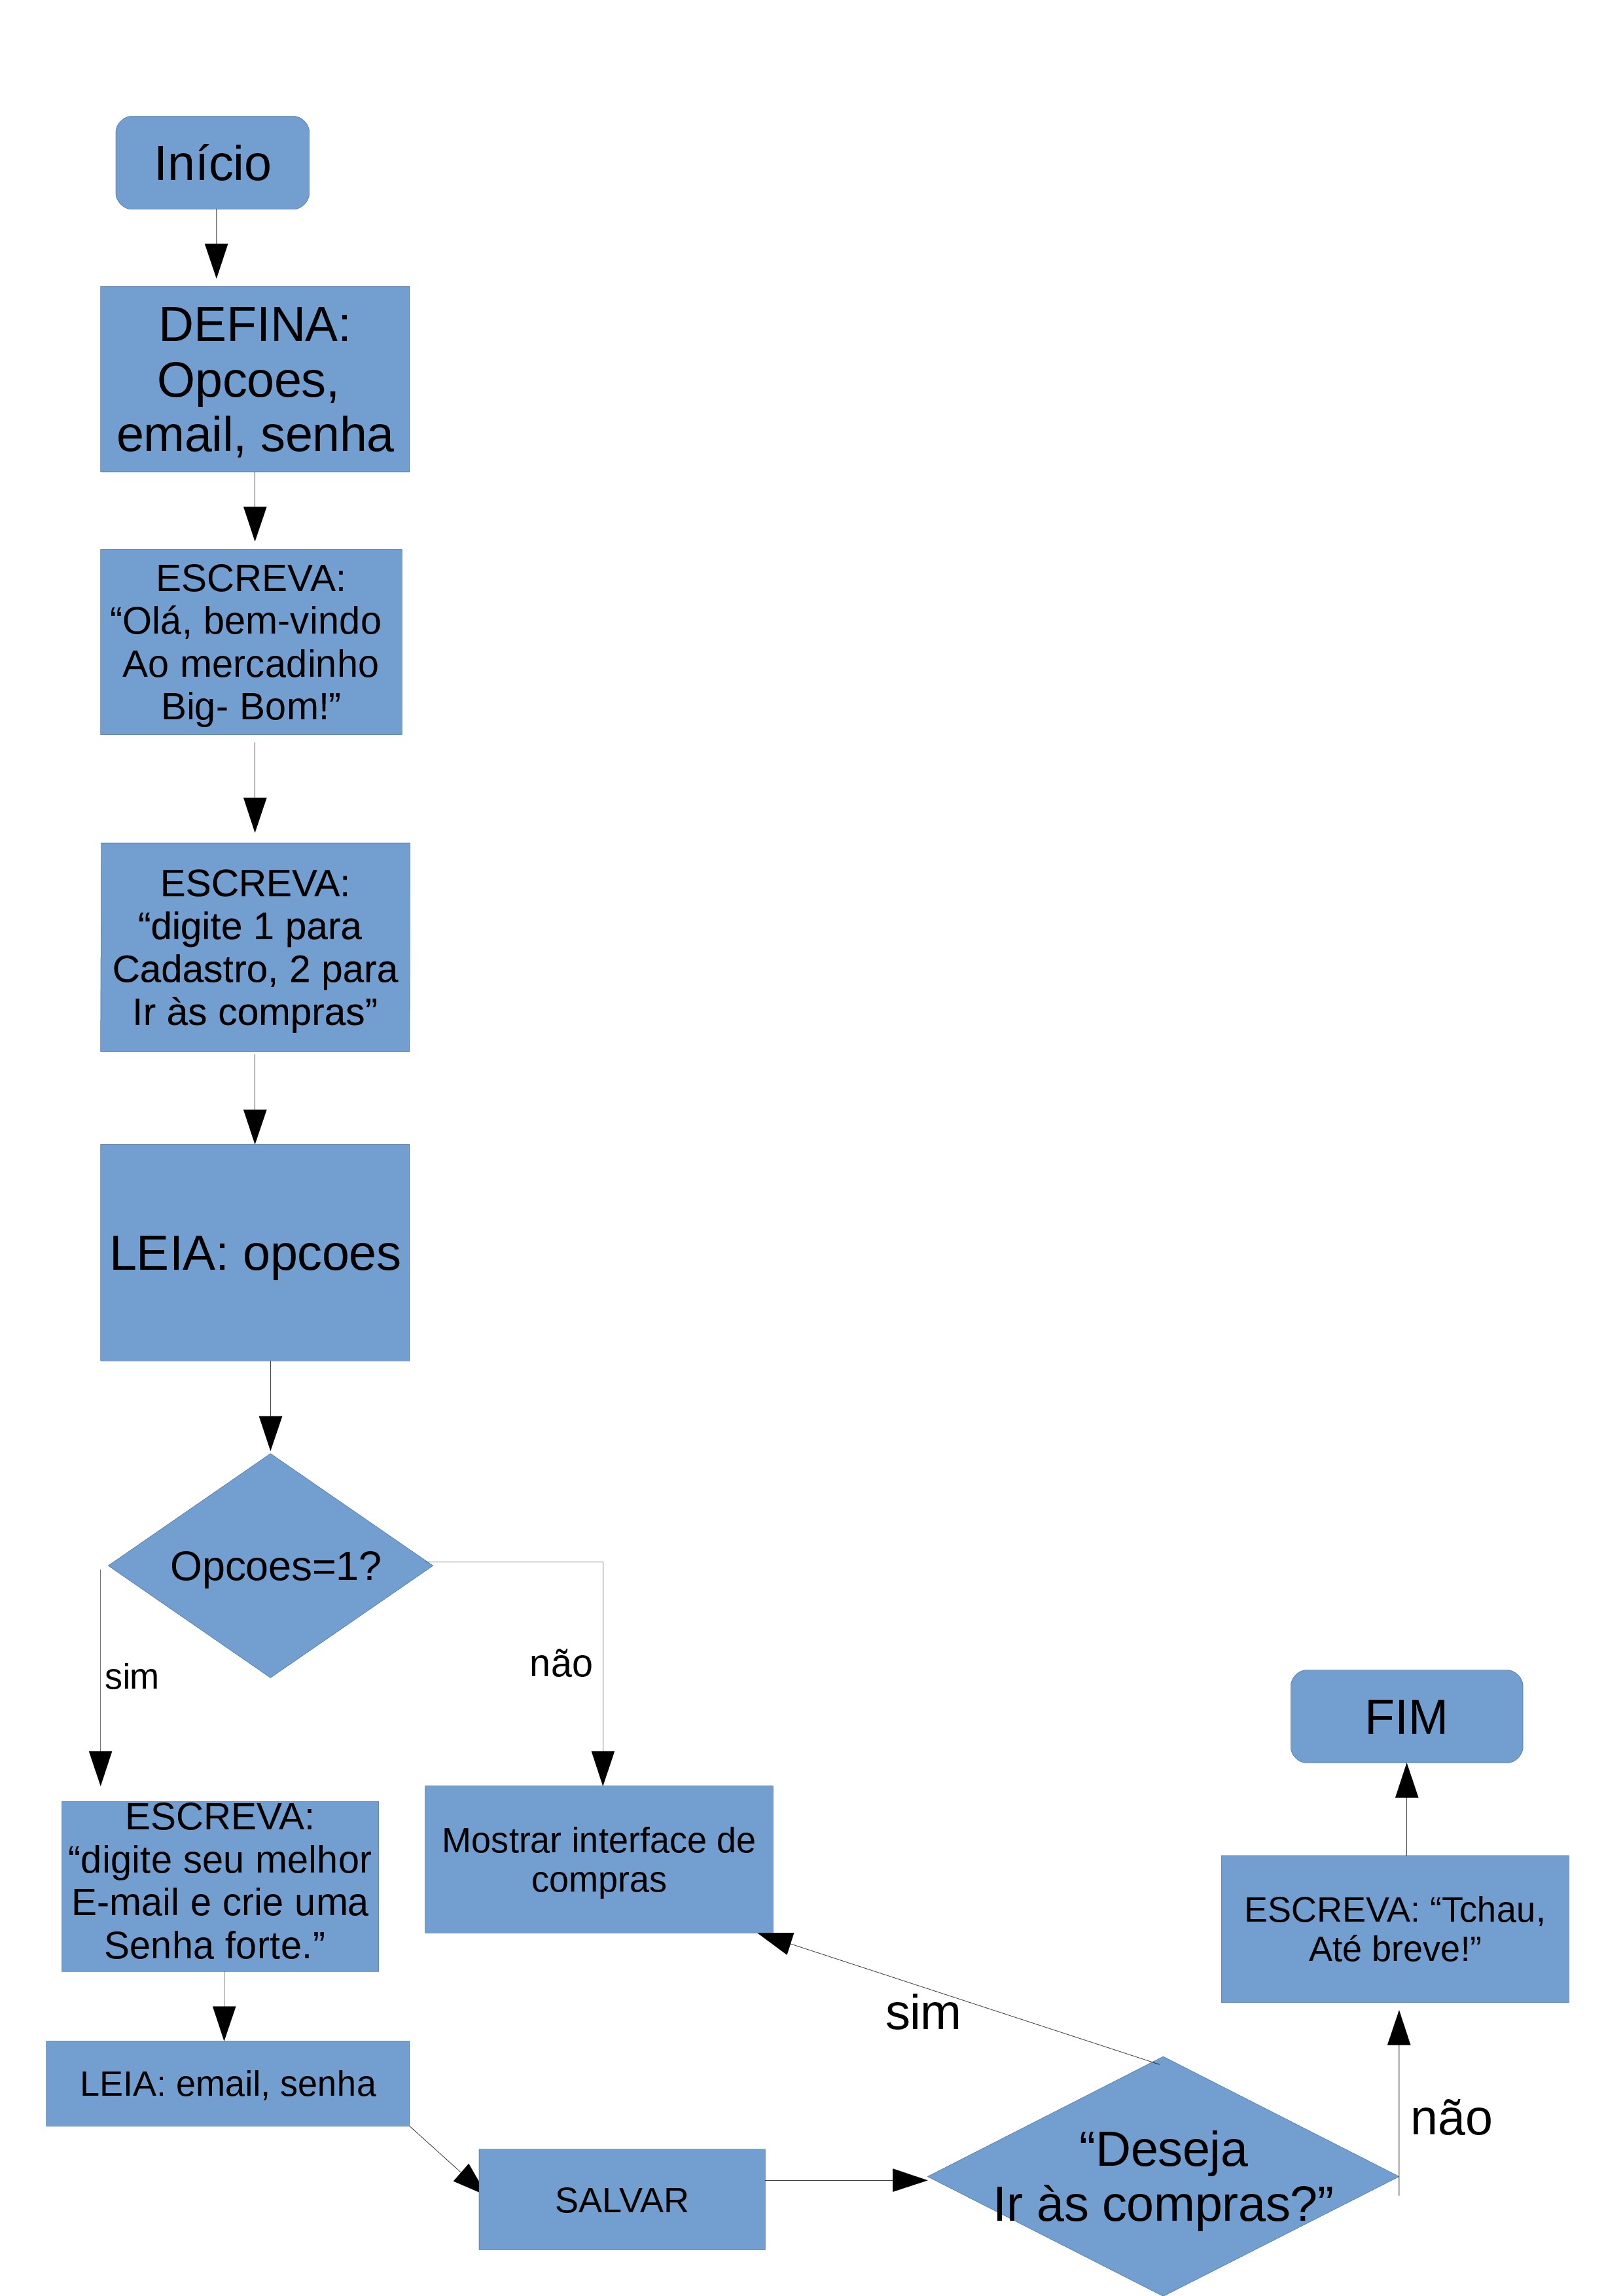 Início
DEFINA:
Opcoes,
email, senha
ESCREVA:
“Olá, bem-vindo
Ao mercadinho
Big- Bom!”
ESCREVA:
“digite 1 para
Cadastro, 2 para
Ir às compras”
LEIA: opcoes
Opcoes=1?
sim
não
ESCREVA:
“digite seu melhor
E-mail e crie uma
Senha forte.”
Mostrar interface de
compras
LEIA: email, senha
SALVAR
“Deseja
Ir às compras?”
sim
não
ESCREVA: “Tchau,
Até breve!”
FIM